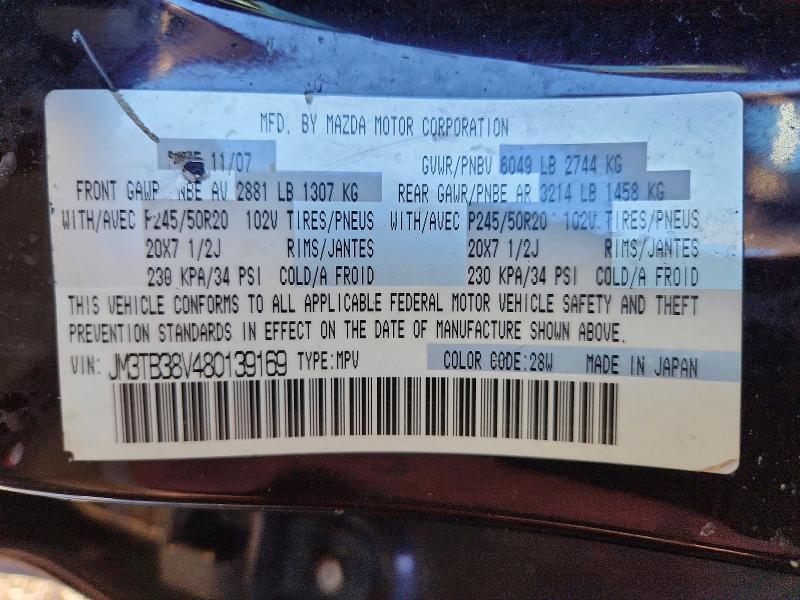 MFD. BY MAZDA MOTOR CORPORATION
11/07 GVWR/PNBV 6049 LB 2744 KG
FRONT GAWR NBE AV 2881 LB 1307 KG REAR GAWR/PNBE AR 3214 LB 1458 KG
WITH/AVEC P245/50R20 102V TIRES/PNEUS WITH/AVEC P245/50R20 102V TIRES/PNEUS
20X7 1/2J RIMS/JANTES 20X7 1/2J RIMS/JANTES
230 KPA/34 PSI COLD/A FROID 230 KPA/34 PSI COLD/A FROID
THIS VEHICLE CONFORMS TO ALL APPLICABLE FEDERAL MOTOR VEHICLE SAFETY AND THEFT
PREVENTION STANDARDS IN EFFECT ON THE DATE OF MANUFACTURE SHOWN ABOVE.
VIN: JM3TB38V480139169 TYPE:MPV COLOR CODE:28W MADE IN JAPAN